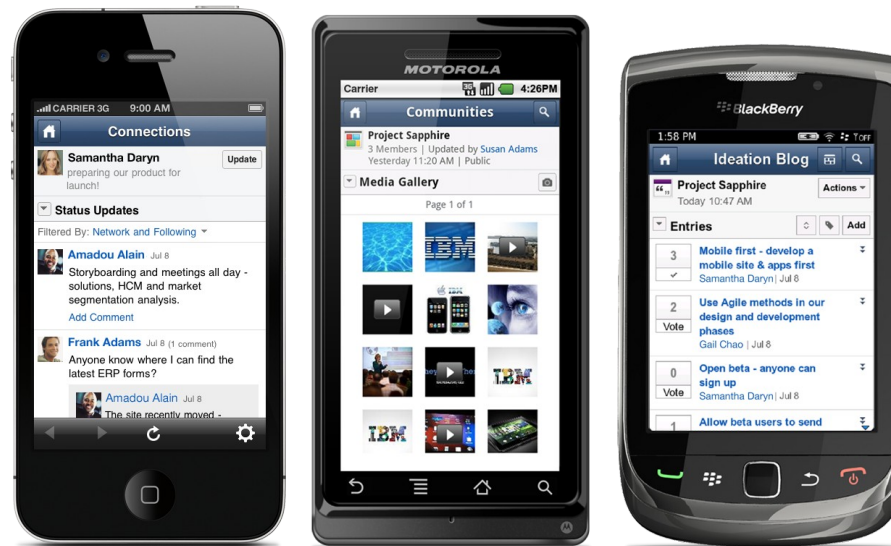 CARRIER 3G 9:00 AM
Connections
Samantha Daryn
Update
preparing our product for
launch!
Status Updates
Filtered By: Network and Following
Amadou Alain Jul 8
Storyboarding and meetings all day -
solutions, HCM and market
segmentation analysis.
Add Comment
Frank Adams Jul 8 (1 comment)
Anyone know where I can find the
latest ERP forms?
Amadou Alain Jul 8
The site recently moved -
MOTOROLA
Carrier 3G 4:26PM
Communities
Project Sapphire
3 Members | Updated by Susan Adams
Yesterday 11:20 AM | Public
Media Gallery
Page 1 of 1
IBM
IBM
IBM
IBM
BlackBerry
1:58 PM
TOFF
Ideation Blog
Project Sapphire
Actions
Today 10:47 AM
Entries
Add
3
Mobile first - develop a
mobile site & apps first
Samantha Daryn | Jul 8
2
Vote
Use Agile methods in our
design and development
phases
Gail Chao | Jul 8
0
Vote
Open beta - anyone can
sign up
Samantha Daryn | Jul 8
1
Allow beta users to send